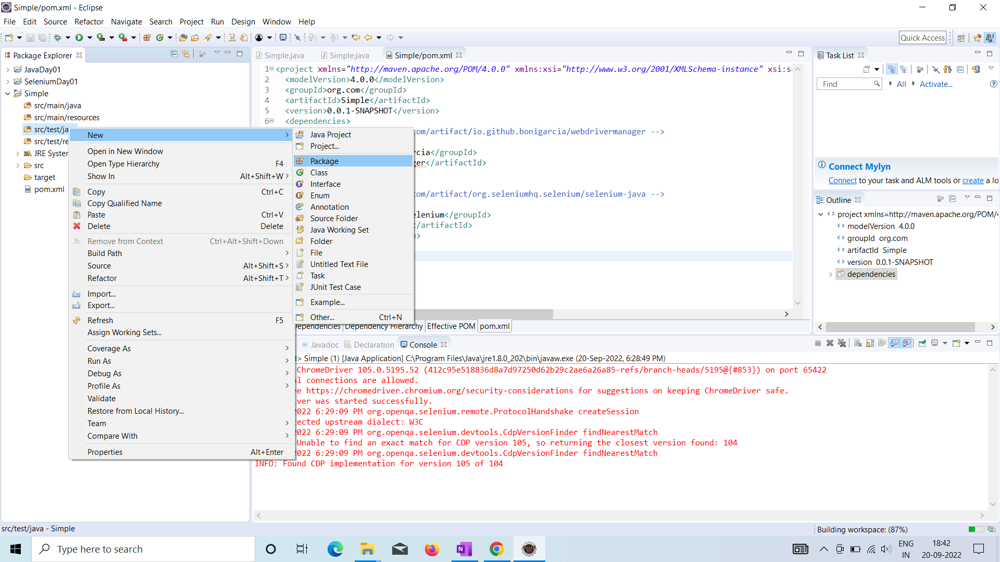 Simple/pom.xml - Eclipse
File Edit Source Refactor Navigate Search Project Run Design Window Help
Quick Access
Package Explorer
JavaDay01
SeleniumDay01
Simple
src/main/java
src/main/resources
src/test/ja
src/test/re
JRE Syster
src
target
pom.xml
New
Open in New Window
Open Type Hierarchy F4
Show In Alt+Shift+W
Copy Ctrl+C
Copy Qualified Name
Paste Ctrl+V
Delete Delete
Remove from Context Ctrl+Alt+Shift+Down
Build Path
Source Alt+Shift+S
Refactor Alt+Shift+T
Import...
Export...
Refresh F5
Assign Working Sets...
Coverage As
Run As
Debug As
Profile As
Validate
Restore from Local History...
Team
Compare With
Properties Alt+Enter
Java Project
Project...
Package
Class
Interface
Enum
Annotation
Source Folder
Java Working Set
Folder
File
Untitled Text File
Task
JUnit Test Case
Example...
Other... Ctrl+N
Simple.java Simple.java Simple/pom.xml
1 <project xmlns="http://maven.apache.org/POM/4.0.0" xmlns:xsi="http://www.w3.org/2001/XMLSchema-instance" xsi:sc
2 <modelVersion>4.0.0</modelVersion>
3 <groupId>org.com</groupId>
4 <artifactId>Simple</artifactId>
5 <version>0.0.1-SNAPSHOT</version>
6 <dependencies>
om/artifact/io.github.bonigarcia/webdrivermanager -->
rcia</groupId>
ger</artifactId>
om/artifact/org.seleniumhq.selenium/selenium-java -->
elenium</groupId>
/artifactId>
>
Dependencies Dependency Hierarchy Effective POM pom.xml
@ Javadoc Declaration Console
> Simple (1) [Java Application] C:\Program Files\Java\jre1.8.0_202\bin\javaw.exe (20-Sep-2022, 6:28:49 PM)
ChromeDriver 105.0.5195.52 (412c95e518836d8a7d97250d62b29c2ae6a26a85-refs/branch-heads/5195@{#853}) on port 65422
al connections are allowed.
ee https://chromedriver.chromium.org/security-considerations for suggestions on keeping ChromeDriver safe.
iver was started successfully.
2022 6:29:09 PM org.openqa.selenium.remote.ProtocolHandshake createSession
tected upstream dialect: W3C
2022 6:29:09 PM org.openqa.selenium.devtools.CdpVersionFinder findNearestMatch
Unable to find an exact match for CDP version 105, so returning the closest version found: 104
2022 6:29:09 PM org.openqa.selenium.devtools.CdpVersionFinder findNearestMatch
INFO: Found CDP implementation for version 105 of 104
Task List
Find All Activate...
Connect Mylyn
Connect to your task and ALM tools or create a lo
Outline
project xmlns=http://maven.apache.org/POM/4
modelVersion 4.0.0
groupId org.com
artifactId Simple
version 0.0.1-SNAPSHOT
dependencies
src/test/java - Simple
Building workspace: (87%)
Type here to search
ENG
IN
18:42
20-09-2022